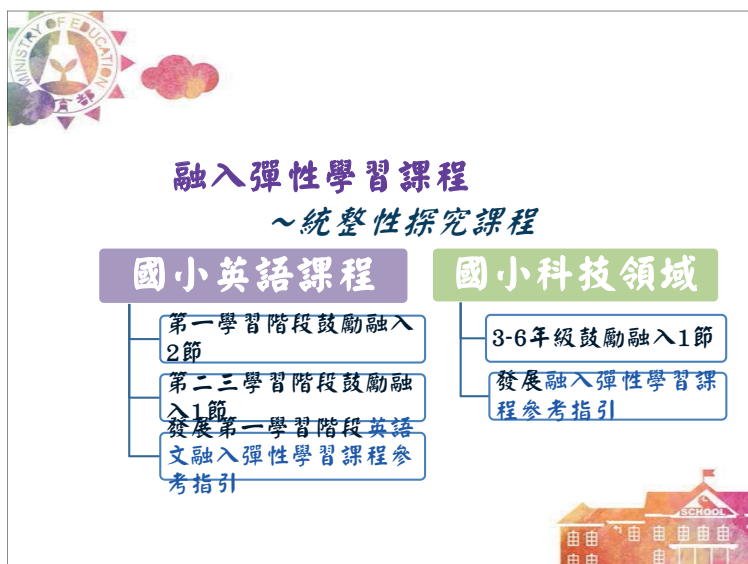 MINISTRY OF EDUCATION
育部
融入彈性學習課程
～統整性探究課程
國小英語課程
第一學習階段鼓勵融入
2節
第二三學習階段鼓勵融
入1節
發展第一學習階段英語
文融入彈性學習課程參
考指引
國小科技領域
3-6年級鼓勵融入1節
發展融入彈性學習課
程參考指引
SCHOOL